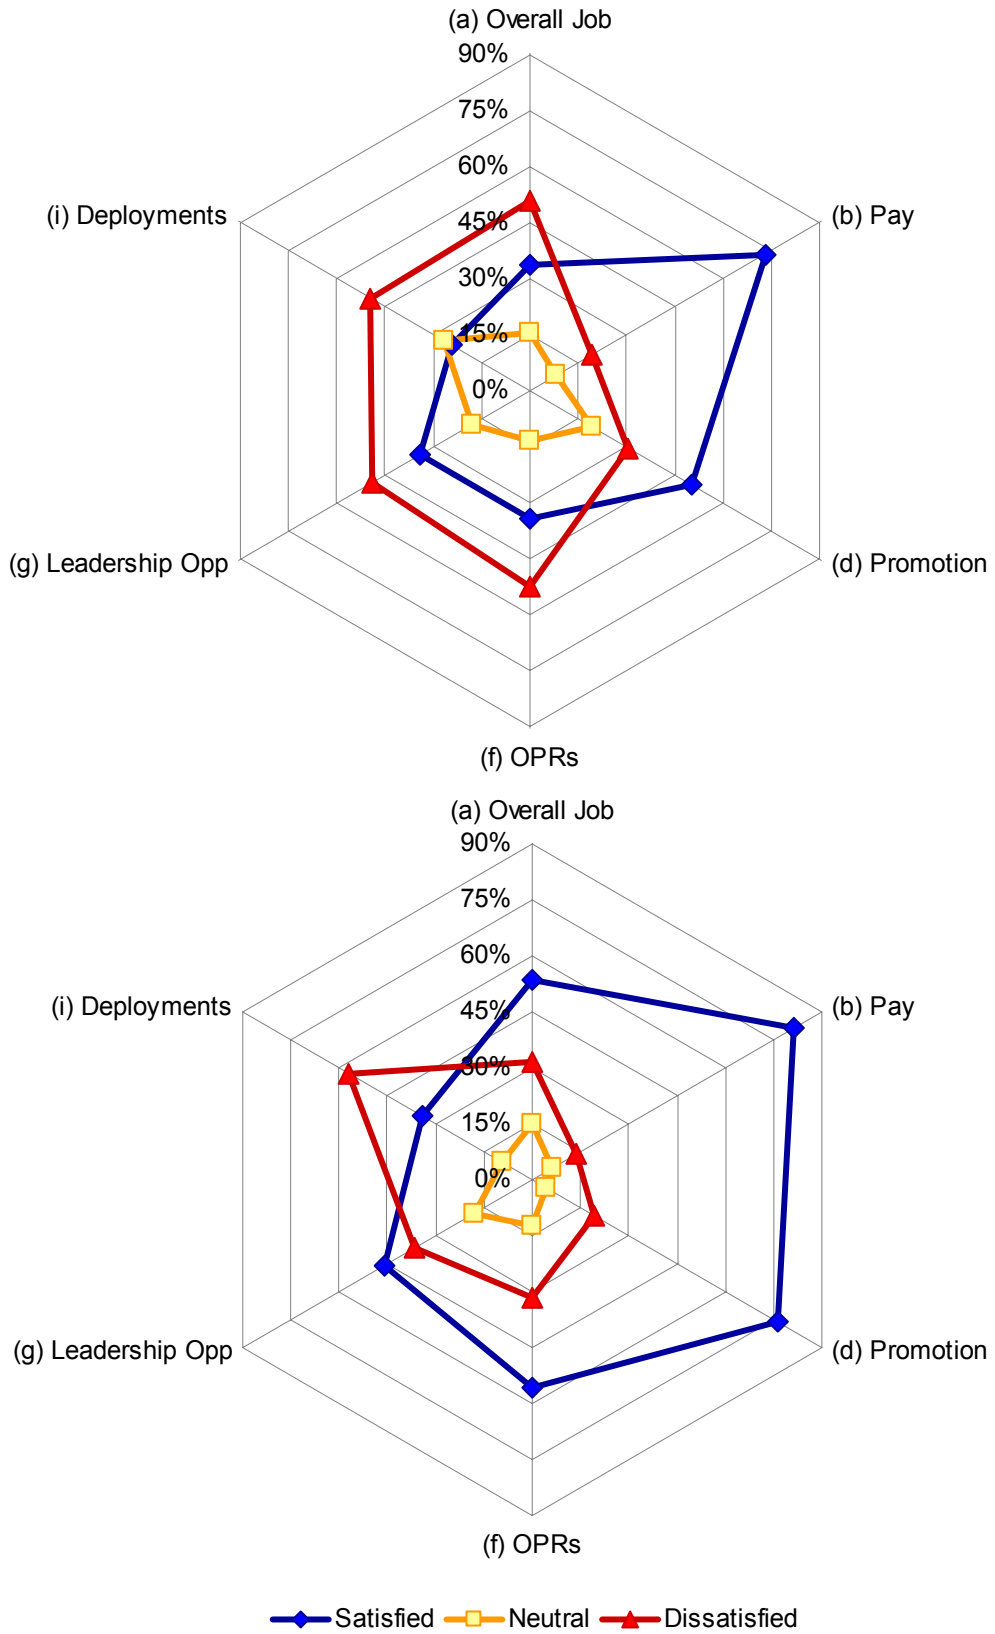 (a) Overall Job
90%
75%
60%
45%
30%
15%
0%
(i) Deployments
(b) Pay
(g) Leadership Opp
(d) Promotion
(f) OPRs
(a) Overall Job
90%
75%
60%
45%
30%
15%
0%
(i) Deployments
(b) Pay
(g) Leadership Opp
(d) Promotion
(f) OPRs
Satisfied Neutral Dissatisfied